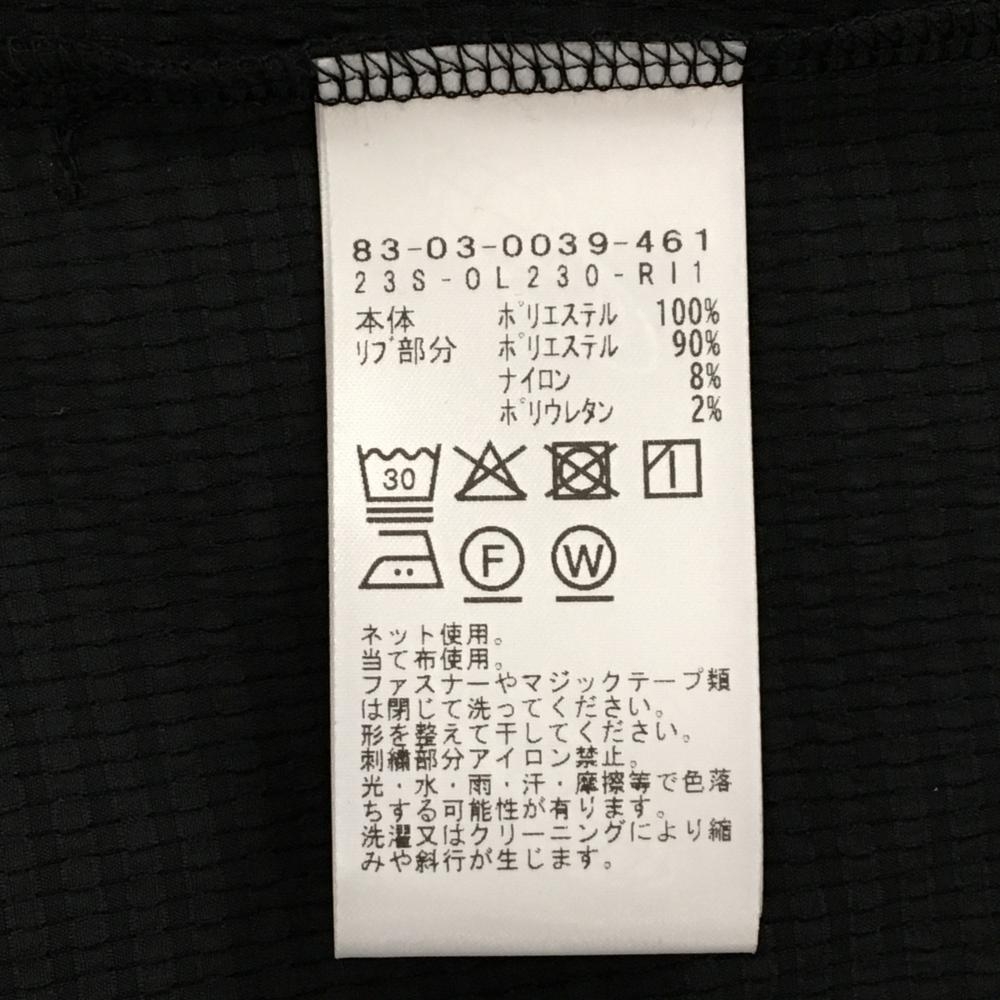 83-03-0039-461
23S-OL230-RI1
本体 ﾎﾟﾘｴｽﾃﾙ 100%
ﾘﾌﾞ部分 ﾎﾟﾘｴｽﾃﾙ 90%
ﾅｲﾛﾝ 8%
ﾎﾟﾘｳﾚﾀﾝ 2%
30
F W
ネット使用。
当て布使用。
ファスナーやマジックテープ類
は閉じて洗ってください。
形を整えて干してください。
刺繍部分アイロン禁止。
光・水・雨・汗・摩擦等で色落
ちする可能性が有ります。
洗濯又はクリーニングにより縮
みや斜行が生じます。